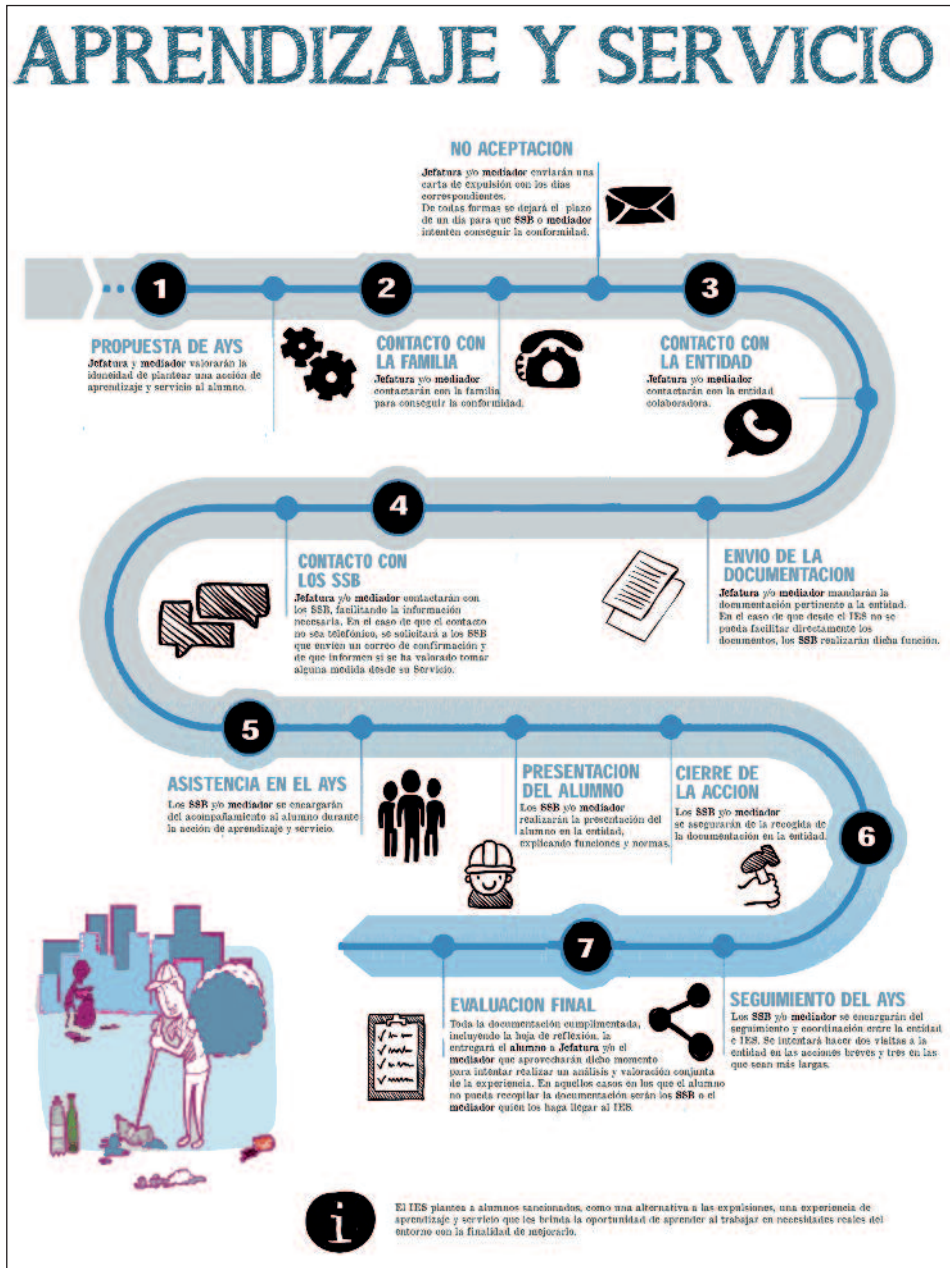 APRENDIZAJE Y SERVICIO
NO ACEPTACION
Jefatura y/o mediador enviarán una
carta de expulsión con los días
correspondientes.
De todas formas se dejará el plazo
de un día para que SSB o mediador
intenten conseguir la conformidad.
1
2
3
PROPUESTA DE AYS
Jefatura y mediador valorarán la
idoneidad de plantear una acción de
aprendizaje y servicio al alumno.
CONTACTO CON
LA FAMILIA
Jefatura y/o mediador
contactarán con la familia
para conseguir la conformidad.
CONTACTO CON
LA ENTIDAD
Jefatura y/o mediador
contactarán con la entidad
colaboradora.
4
CONTACTO CON
LOS SSB
Jefatura y/o mediador contactarán con
los SSB, facilitando la información
necesaria. En el caso de que el contacto
no sea telefónico, se solicitará a los SSB
que envíen un correo de confirmación y
de que informen si se ha valorado tomar
alguna medida desde su Servicio.
ENVIO DE LA
DOCUMENTACION
Jefatura y/o mediador mandarán la
documentación pertinente a la entidad.
En el caso de que desde el IES no se
pueda facilitar directamente los
documentos, los SSB realizarán dicha función.
5
ASISTENCIA EN EL AYS
Los SSB y/o mediador se encargarán
del acompañamiento al alumno durante
la acción de aprendizaje y servicio.
PRESENTACION
DEL ALUMNO
Los SSB y/o mediador
realizarán la presentación del
alumno en la entidad,
explicando funciones y normas.
CIERRE DE
LA ACCION
Los SSB y/o mediador
se asegurarán de la recogida de
la documentación en la entidad.
6
7
EVALUACION FINAL
Toda la documentación cumplimentada,
incluyendo la hoja de reflexión, la
entregará el alumno a Jefatura y/o el
mediador que aprovecharán dicho momento
para intentar realizar un análisis y valoración conjunta
de la experiencia. En aquellos casos en los que el alumno
no pueda recopilar la documentación serán los SSB o el
mediador quien los haga llegar al IES.
SEGUIMIENTO DEL AYS
Los SSB y/o mediador se encargarán del
seguimiento y coordinación entre la entidad
e IES. Se intentará hacer dos visitas a la
entidad en las acciones breves y tres en las
que sean más largas.
i
El IES plantea a alumnos sancionados, como una alternativa a las expulsiones, una experiencia de
aprendizaje y servicio que les brinda la oportunidad de aprender al trabajar en necesidades reales del
entorno con la finalidad de mejorarlo.